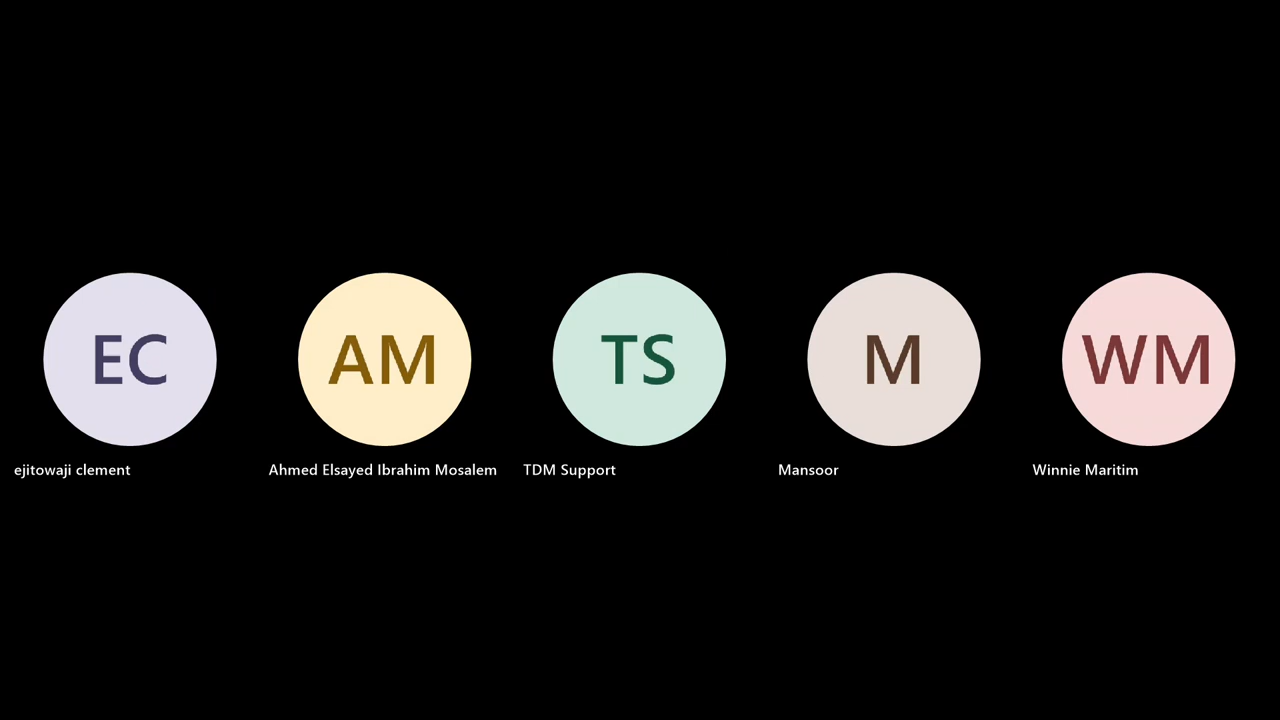 EC
AM
TS
M
WM
ejitowaji clement
Ahmed Elsayed Ibrahim Mosalem
TDM Support
Mansoor
Winnie Maritim